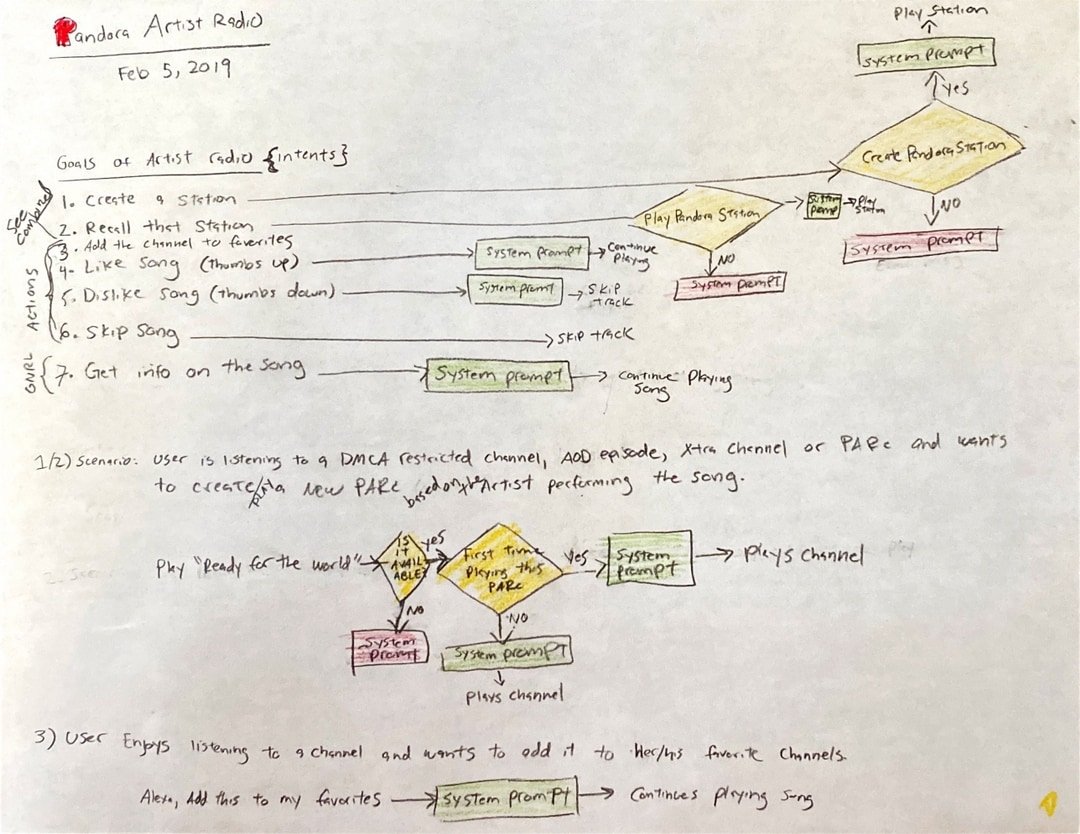 Pandora Artist Radio
Feb 5, 2019
Play Station
System prompt
Yes
Create Pandora Station
NO
System prompt
Goals of Artist radio {intents}
See Combined
1. Create a Station
2. Recall that Station
Play Pandora Station
System Prompt
Play Station
NO
System prompt
Actions
3. Add the channel to favorites
4. Like Song (thumbs up)
System prompt
Continue Playing
5. Dislike Song (thumbs down)
System promt
Skip track
6. Skip Song
Skip track
GNRL
7. Get info on the song
System prompt
Continue Playing Song
1/2) Scenario: User is listening to a DMCA restricted channel, AOD episode, Xtra Channel or PARc and wants
to create/play a New PARc based on the Artist performing the song.
Play "Ready for the world"
IS IT AVAILABLE?
yes
First Time Playing this PARc
Yes
System prompt
Plays channel
NO
System Promt
NO
System prompt
Plays channel
3) User Enjoys listening to a channel and wants to add it to Her/his favorite Channels.
Alexa, Add this to my favorites
System prompt
Continues playing song